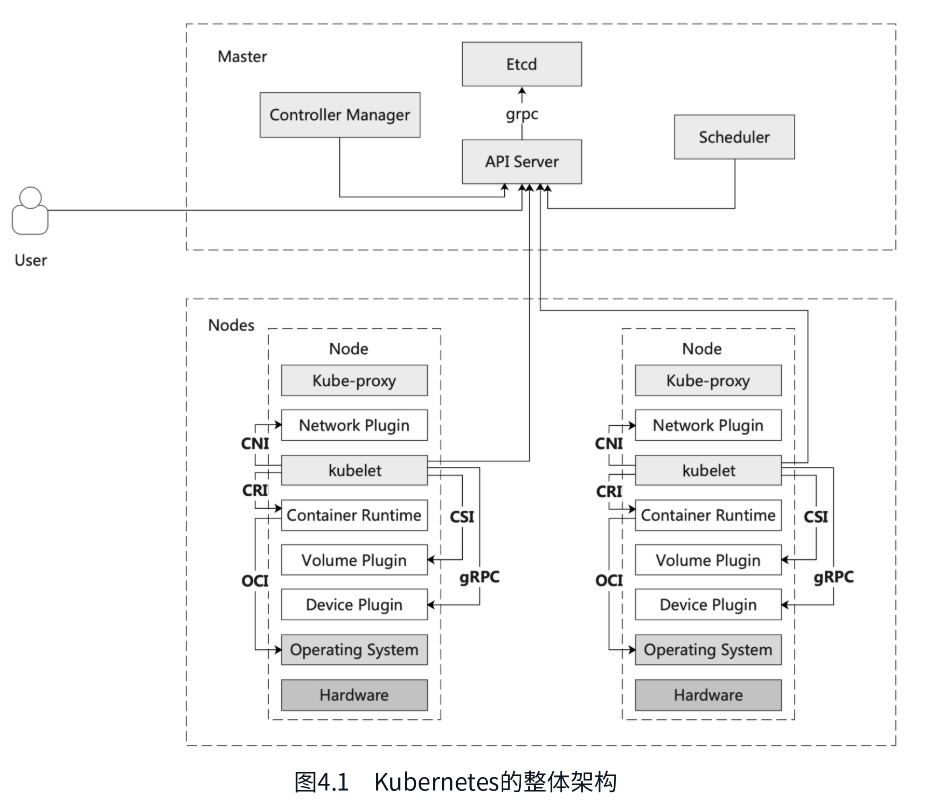 Master
Etcd
grpc
Controller Manager
API Server
Scheduler
User
Nodes
Node
Kube-proxy
Network Plugin
CNI
kubelet
CRI
Container Runtime
CSI
Volume Plugin
OCI
gRPC
Device Plugin
Operating System
Hardware
Node
Kube-proxy
Network Plugin
CNI
kubelet
CRI
Container Runtime
CSI
Volume Plugin
OCI
gRPC
Device Plugin
Operating System
Hardware
图4.1 Kubernetes的整体架构